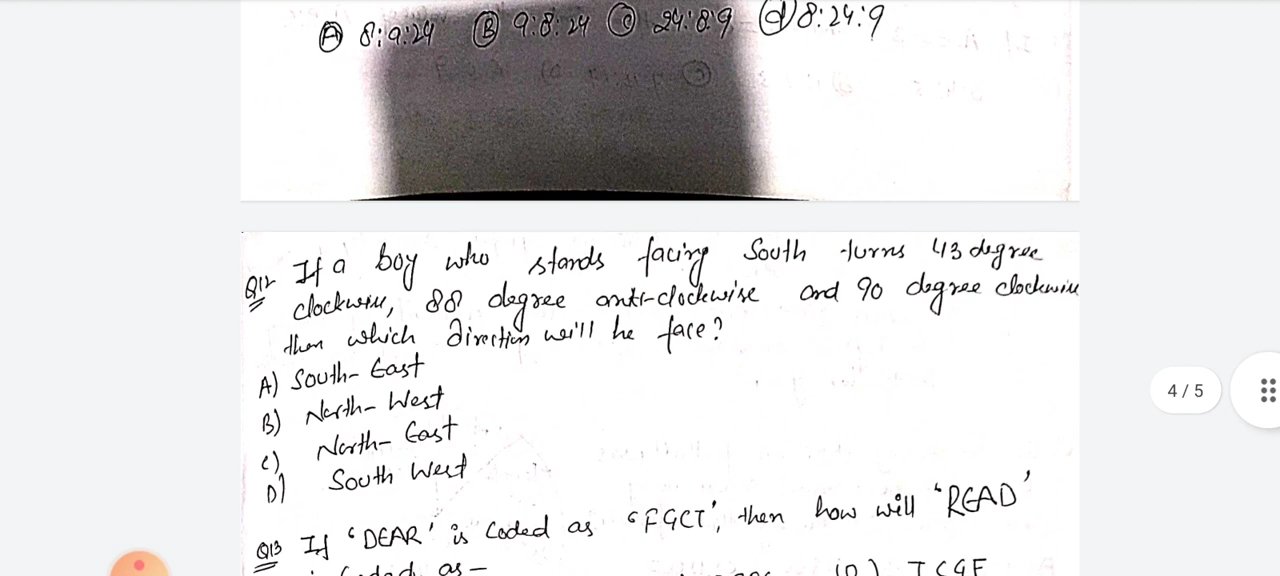 (A) 8:9:24 (B) 9:8:24 (C) 24:8:9 (d) 8:24:9
Q12 If a boy who stands facing South turns 43 degree
clockwise, 88 degree anti-clockwise and 90 degree clockwise
then which direction will he face?
A) South-East
B) North-West
C) North-East
D) South West
4 / 5
Q13 If 'DEAR' is Coded as 'FGCT', then how will 'READ'
Coded as - (D) TCGF